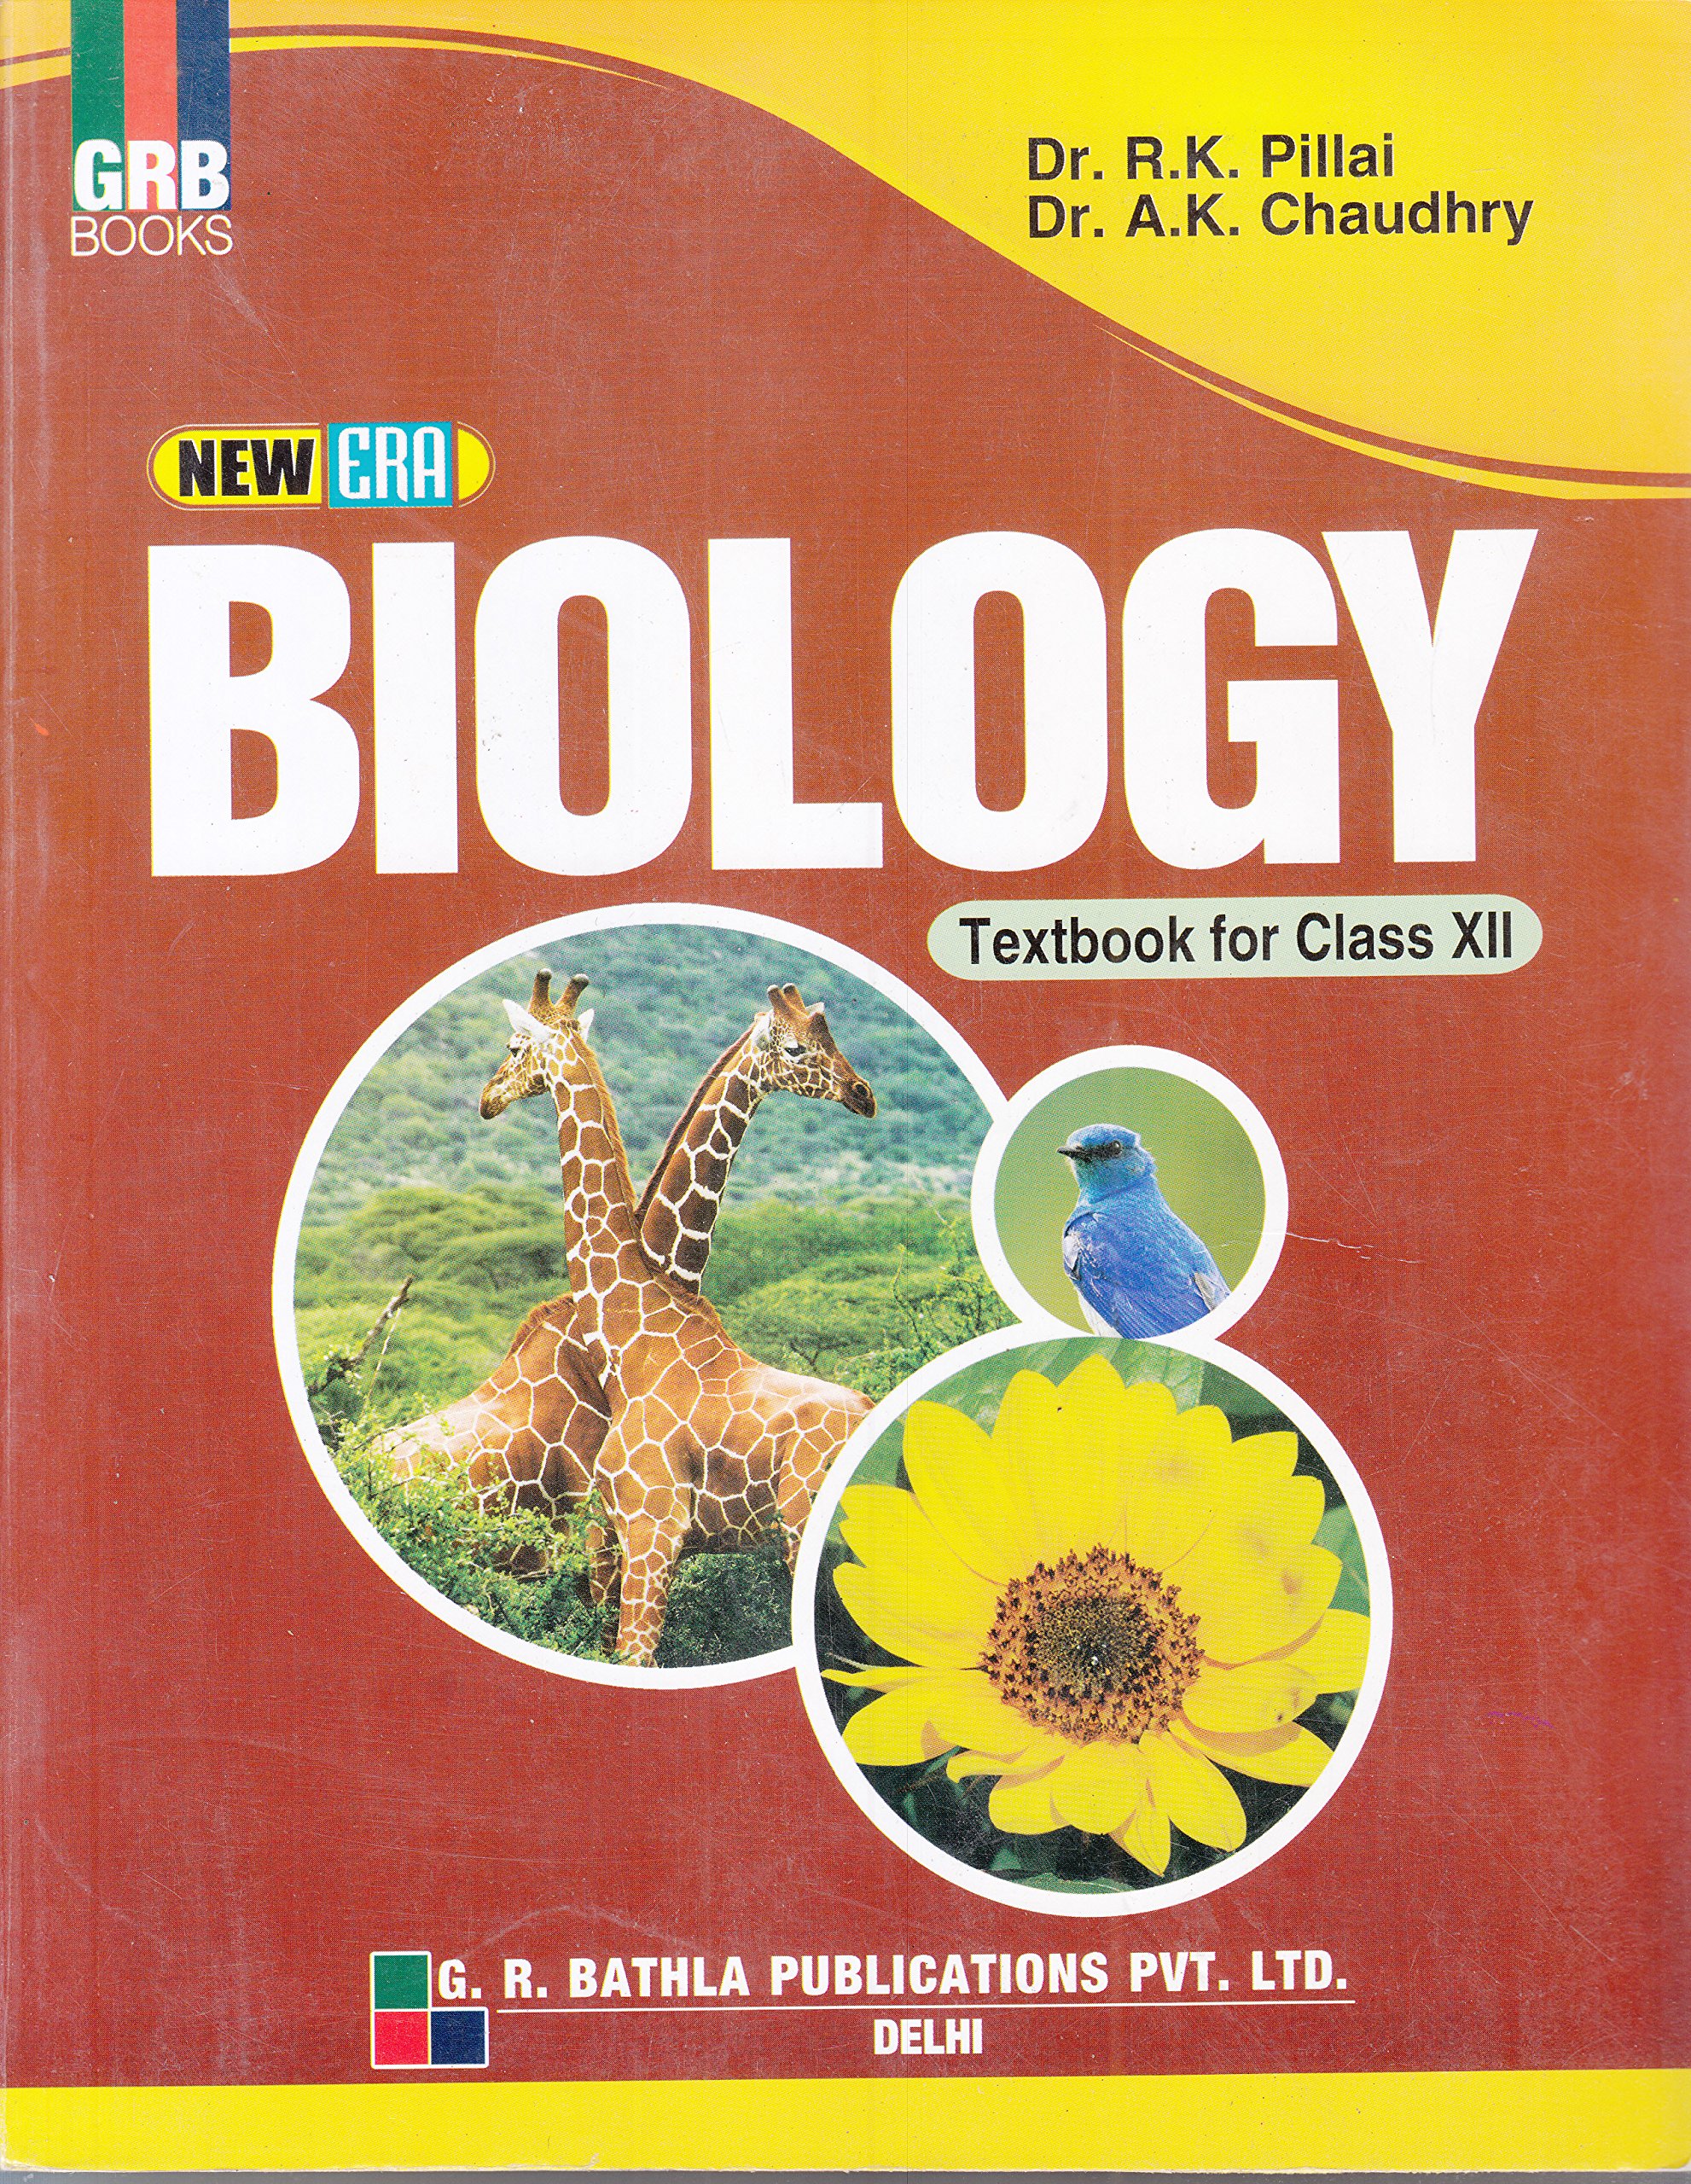 GRB
BOOKS
Dr. R.K. Pillai
Dr. A.K. Chaudhry
NEW ERA
BIOLOGY
Textbook for Class XII
G. R. BATHLA PUBLICATIONS PVT. LTD.
DELHI